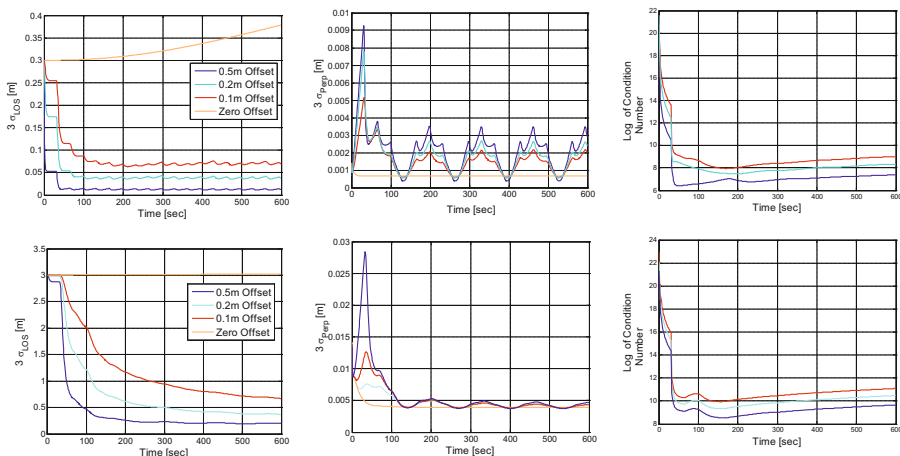 0.4
0.35
0.3
0.25
0.2
0.15
0.1
0.05
0
3 σLOS [m]
0.5m Offset
0.2m Offset
0.1m Offset
Zero Offset
0 100 200 300 400 500 600
Time [sec]
0.01
0.009
0.008
0.007
0.006
0.005
0.004
0.003
0.002
0.001
0.000
3 σPerp [m]
0 100 200 300 400 500 600
Time [sec]
22
20
18
16
14
12
10
8
6
Log of Condition
Number
0 100 200 300 400 500 600
Time [sec]
3.5
3
2.5
2
1.5
1
0.5
0
3 σLOS [m]
0.5m Offset
0.2m Offset
0.1m Offset
Zero Offset
0 100 200 300 400 500 600
Time [sec]
0.03
0.025
0.02
0.015
0.01
0.005
0.000
3 σPerp [m]
0 100 200 300 400 500 600
Time [sec]
24
22
20
18
16
14
12
10
8
Log of Condition
Number
0 100 200 300 400 500 600
Time [sec]